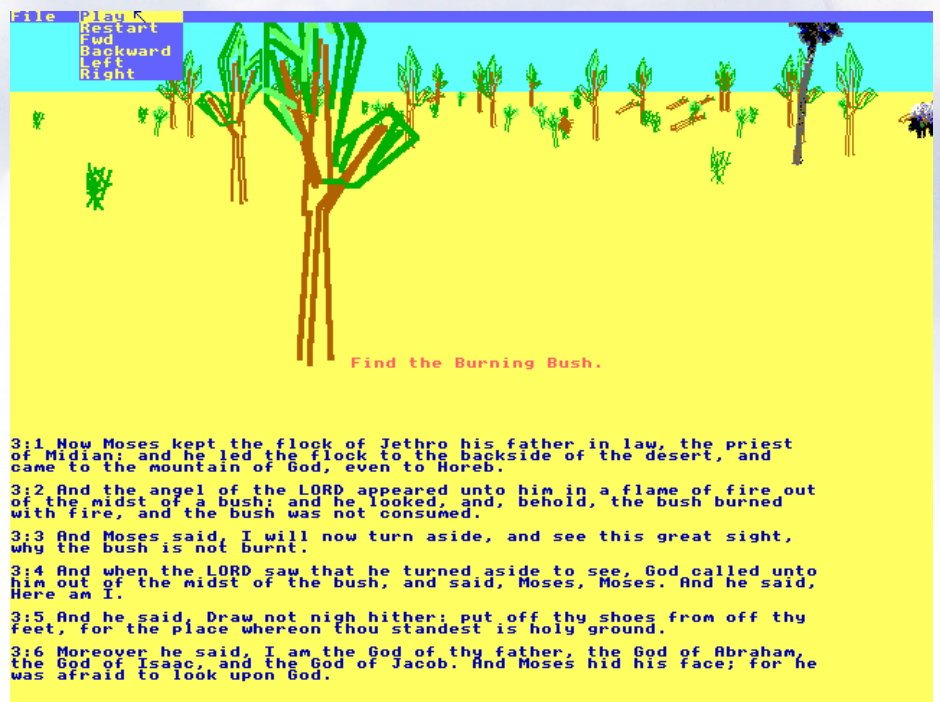 File Play
Restart
Fwd
Backward
Left
Right
Find the Burning Bush.
3:1 Now Moses kept the flock of Jethro his father in law, the priest
of Midian: and he led the flock to the backside of the desert, and
came to the mountain of God, even to Horeb.
3:2 And the angel of the LORD appeared unto him in a flame of fire out
of the midst of a bush: and he looked, and, behold, the bush burned
with fire, and the bush was not consumed.
3:3 And Moses said, I will now turn aside, and see this great sight,
why the bush is not burnt.
3:4 And when the LORD saw that he turned aside to see, God called unto
him out of the midst of the bush, and said, Moses, Moses. And he said,
Here am I.
3:5 And he said, Draw not nigh hither: put off thy shoes from off thy
feet, for the place whereon thou standest is holy ground.
3:6 Moreover he said, I am the God of thy father, the God of Abraham,
the God of Isaac, and the God of Jacob. And Moses hid his face; for he
was afraid to look upon God.